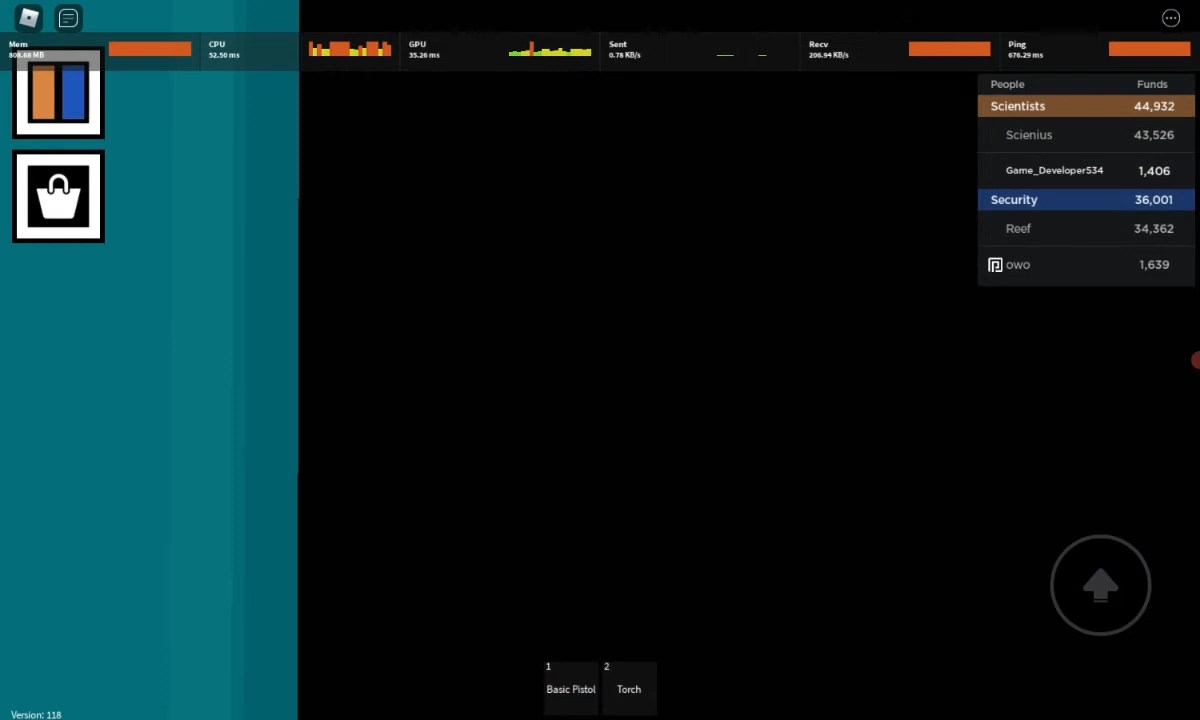 Mem
808.68 MB
CPU
52.50 ms
GPU
35.26 ms
Sent
0.78 KB/s
Recv
206.94 KB/s
Ping
676.29 ms
People Funds
Scientists 44,932
Scienius 43,526
Game_Developer534 1,406
Security 36,001
Reef 34,362
owo 1,639
1
Basic Pistol
2
Torch
Version: 118